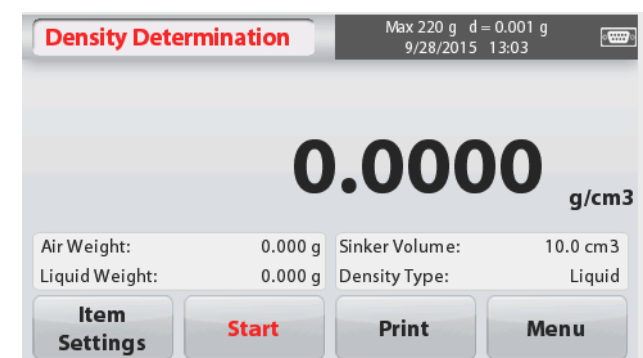 Density Determination
Max 220 g d = 0.001 g
9/28/2015 13:03
0.0000
g/cm3
Air Weight: 0.000 g
Sinker Volume: 10.0 cm3
Liquid Weight: 0.000 g
Density Type: Liquid
Item
Settings
Start
Print
Menu